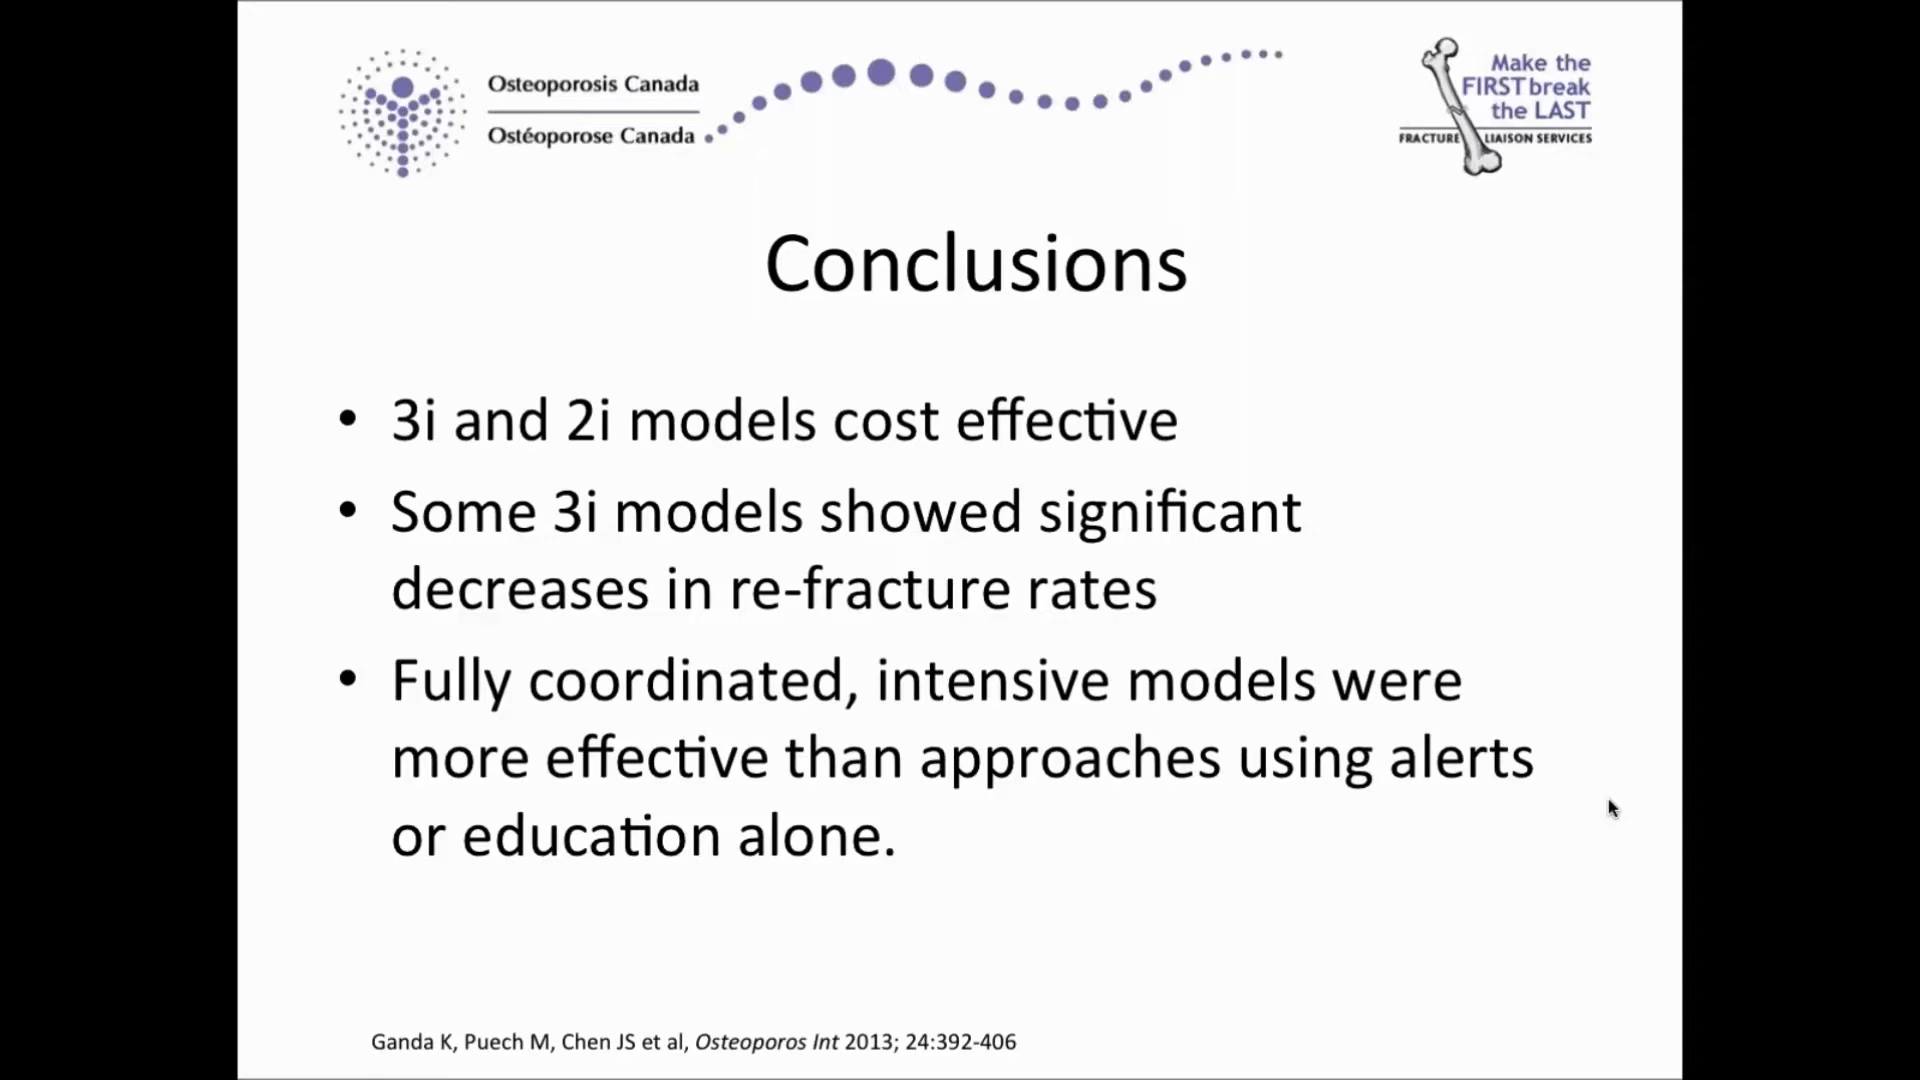 Osteoporosis Canada
Ostéoporose Canada
Make the
FIRST break
the LAST
FRACTURE LIAISON SERVICES
Conclusions
• 3i and 2i models cost effective
• Some 3i models showed significant
decreases in re-fracture rates
• Fully coordinated, intensive models were
more effective than approaches using alerts
or education alone.
Ganda K, Puech M, Chen JS et al, Osteoporos Int 2013; 24:392-406